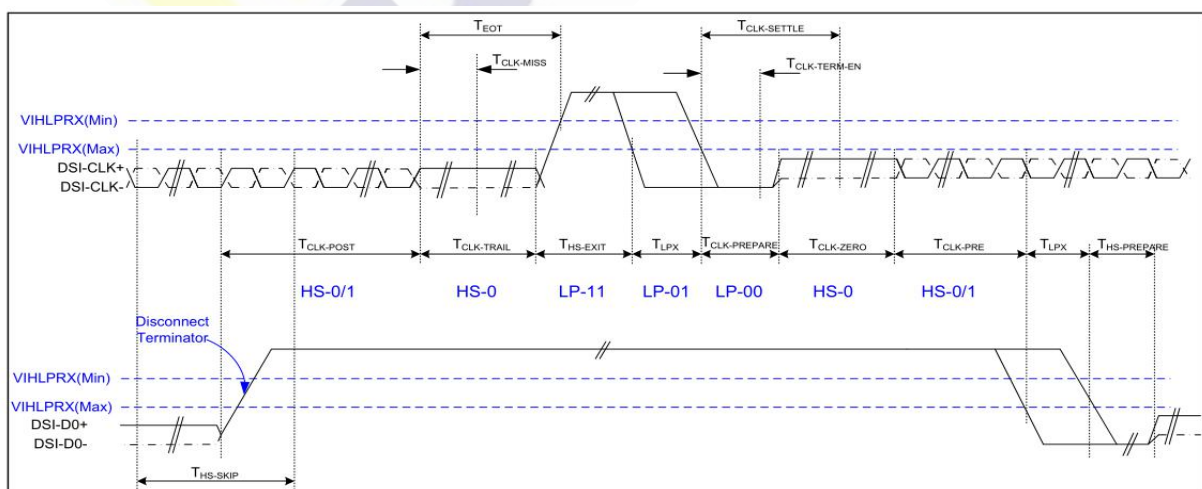 TEOT
TCLK-SETTLE
TCLK-MISS
TCLK-TERM-EN
VIHLPRX(Min)
VIHLPRX(Max)
DSI-CLK+
DSI-CLK-
TCLK-POST TCLK-TRAIL THS-EXIT TLPX TCLK-PREPARE TCLK-ZERO TCLK-PRE TLPX THS-PREPARE
HS-0/1 HS-0 LP-11 LP-01 LP-00 HS-0 HS-0/1
Disconnect
Terminator
VIHLPRX(Min)
VIHLPRX(Max)
DSI-D0+
DSI-D0-
THS-SKIP